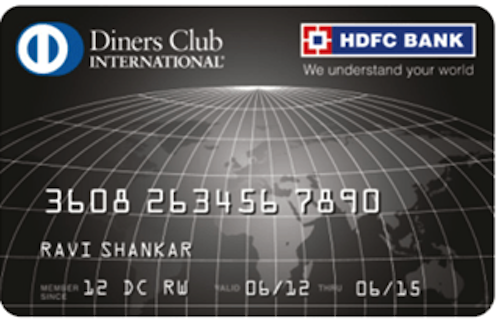 Diners Club
INTERNATIONAL®
HDFC BANK
We understand your world
3608 263456 7890
RAVI SHANKAR
MEMBER SINCE 12 DC RW VALID 06/12 THRU 06/15